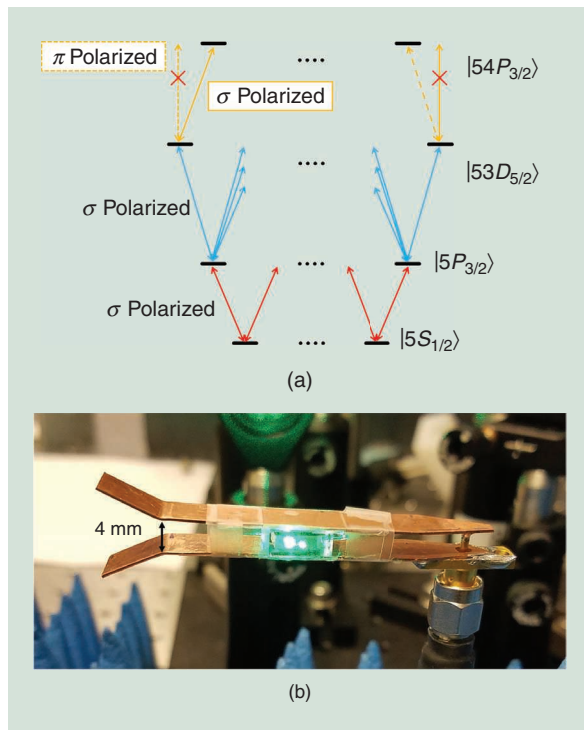 π Polarized
σ Polarized
....
|54P3/2⟩
....
|53D5/2⟩
σ Polarized
....
|5P3/2⟩
σ Polarized
....
|5S1/2⟩
(a)
4 mm
(b)